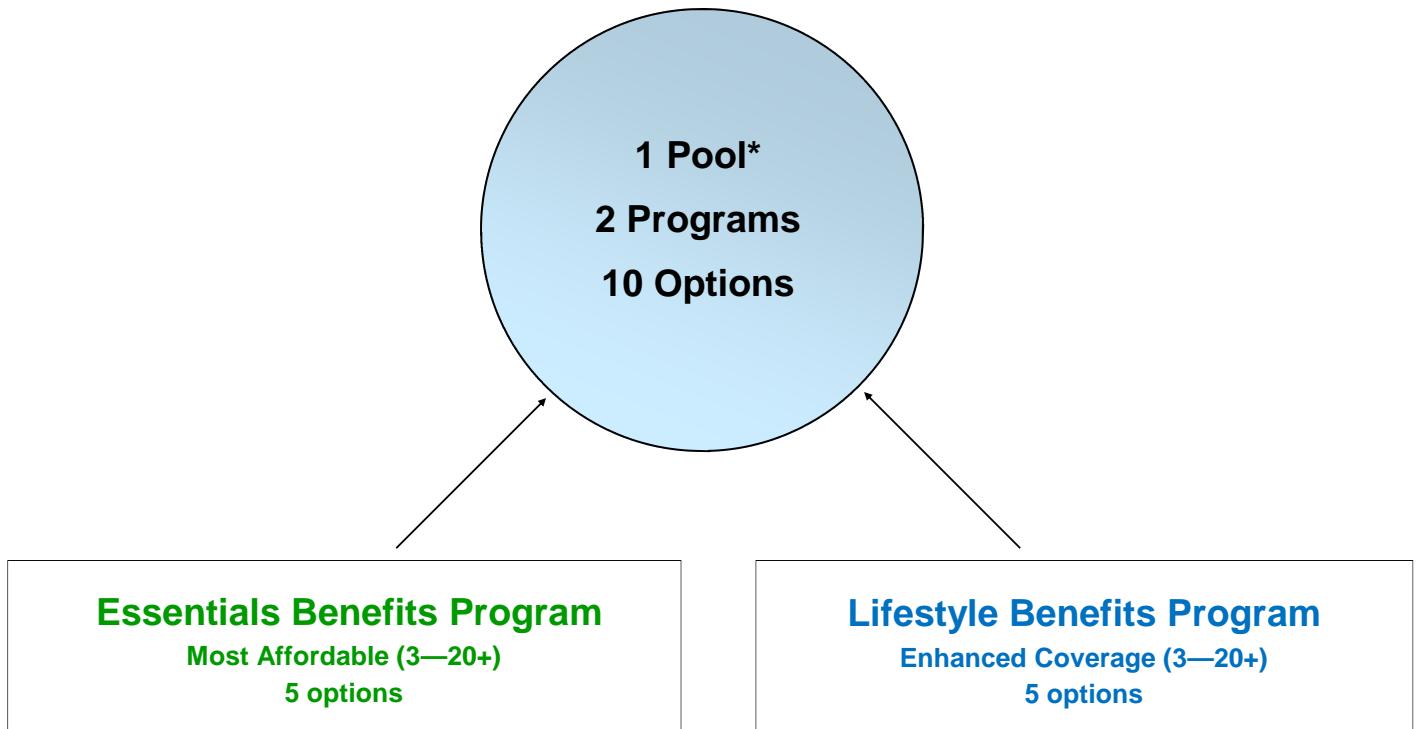 1 Pool*
2 Programs
10 Options
Essentials Benefits Program
Most Affordable (3—20+)
5 options
Lifestyle Benefits Program
Enhanced Coverage (3—20+)
5 options